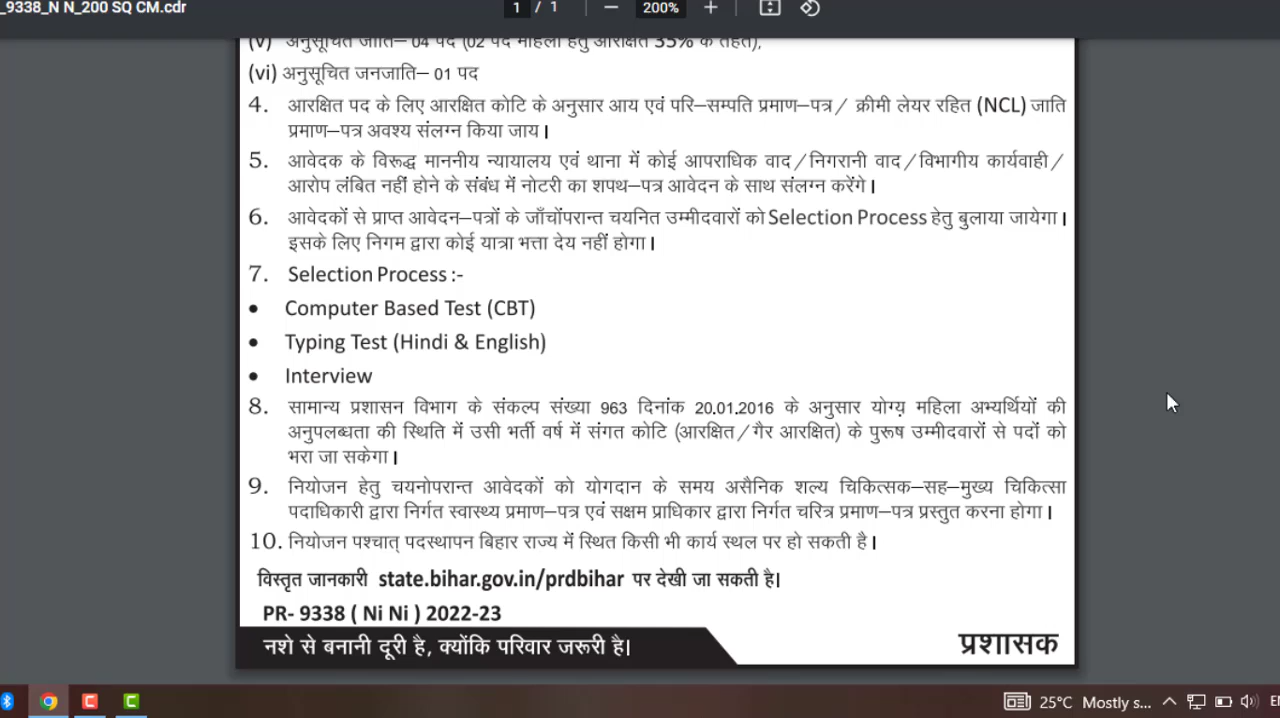 _9338_N N_200 SQ CM.cdr
1 / 1
200%
(v) अनुसूचित जाति– 04 पद (02 पद महिला हेतु आरक्षित 35% के तहत),
(vi) अनुसूचित जनजाति– 01 पद
4. आरक्षित पद के लिए आरक्षित कोटि के अनुसार आय एवं परि–सम्पति प्रमाण–पत्र/ क्रीमी लेयर रहित (NCL) जाति
प्रमाण–पत्र अवश्य संलग्न किया जाय।
5. आवेदक के विरूद्ध माननीय न्यायालय एवं थाना में कोई आपराधिक वाद/निगरानी वाद/विभागीय कार्यवाही/
आरोप लंबित नहीं होने के संबंध में नोटरी का शपथ–पत्र आवेदन के साथ संलग्न करेंगे।
6. आवेदकों से प्राप्त आवेदन–पत्रों के जाँचोंपरान्त चयनित उम्मीदवारों को Selection Process हेतु बुलाया जायेगा।
इसके लिए निगम द्वारा कोई यात्रा भत्ता देय नहीं होगा।
7. Selection Process :-
• Computer Based Test (CBT)
• Typing Test (Hindi & English)
• Interview
8. सामान्य प्रशासन विभाग के संकल्प संख्या 963 दिनांक 20.01.2016 के अनुसार योग्य़ महिला अभ्यर्थियों की
अनुपलब्धता की स्थिति में उसी भर्ती वर्ष में संगत कोटि (आरक्षित/गैर आरक्षित) के पुरूष उम्मीदवारों से पदों को
भरा जा सकेगा।
9. नियोजन हेतु चयनोपरान्त आवेदकों को योगदान के समय असैनिक शल्य चिकित्सक–सह–मुख्य चिकित्सा
पदाधिकारी द्वारा निर्गत स्वास्थ्य प्रमाण–पत्र एवं सक्षम प्राधिकार द्वारा निर्गत चरित्र प्रमाण–पत्र प्रस्तुत करना होगा।
10. नियोजन पश्चात् पदस्थापन बिहार राज्य में स्थित किसी भी कार्य स्थल पर हो सकती है।
विस्तृत जानकारी state.bihar.gov.in/prdbihar पर देखी जा सकती है।
PR- 9338 ( Ni Ni ) 2022-23
नशे से बनानी दूरी है, क्योंकि परिवार जरूरी है।
प्रशासक
25°C Mostly s...